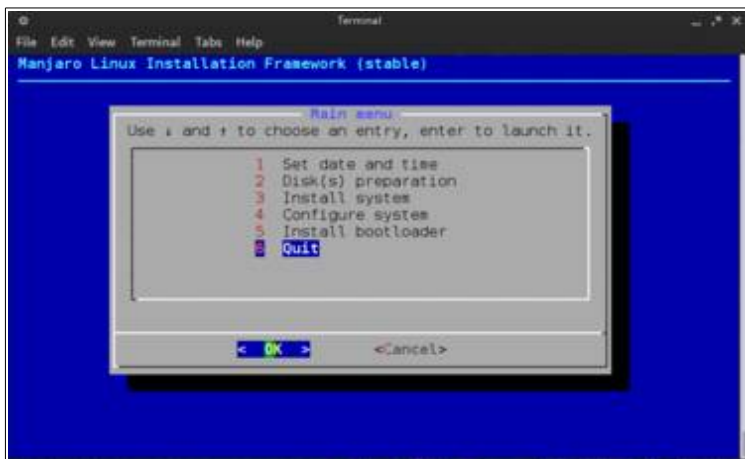 Terminal
File Edit View Terminal Tabs Help
Manjaro Linux Installation Framework (stable)
Main menu
Use ↓ and ↑ to choose an entry, enter to launch it.
1 Set date and time
2 Disk(s) preparation
3 Install system
4 Configure system
5 Install bootloader
6 Quit
< OK > <Cancel>